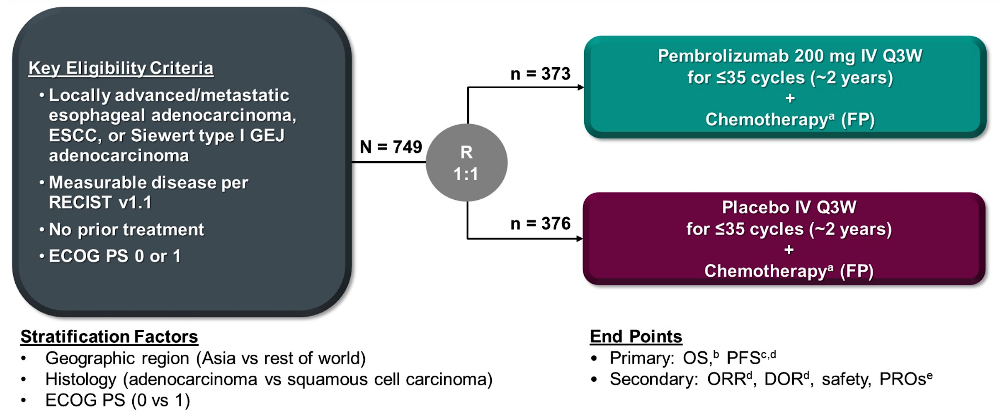 Key Eligibility Criteria
• Locally advanced/metastatic
esophageal adenocarcinoma,
ESCC, or Siewert type I GEJ
adenocarcinoma
• Measurable disease per
RECIST v1.1
• No prior treatment
• ECOG PS 0 or 1
N = 749
R
1:1
n = 373
Pembrolizumab 200 mg IV Q3W
for ≤35 cycles (~2 years)
+
Chemotherapyᵃ (FP)
n = 376
Placebo IV Q3W
for ≤35 cycles (~2 years)
+
Chemotherapyᵃ (FP)
Stratification Factors
• Geographic region (Asia vs rest of world)
• Histology (adenocarcinoma vs squamous cell carcinoma)
• ECOG PS (0 vs 1)
End Points
• Primary: OS,ᵇ PFSᶜ,ᵈ
• Secondary: ORRᵈ, DORᵈ, safety, PROsᵉ